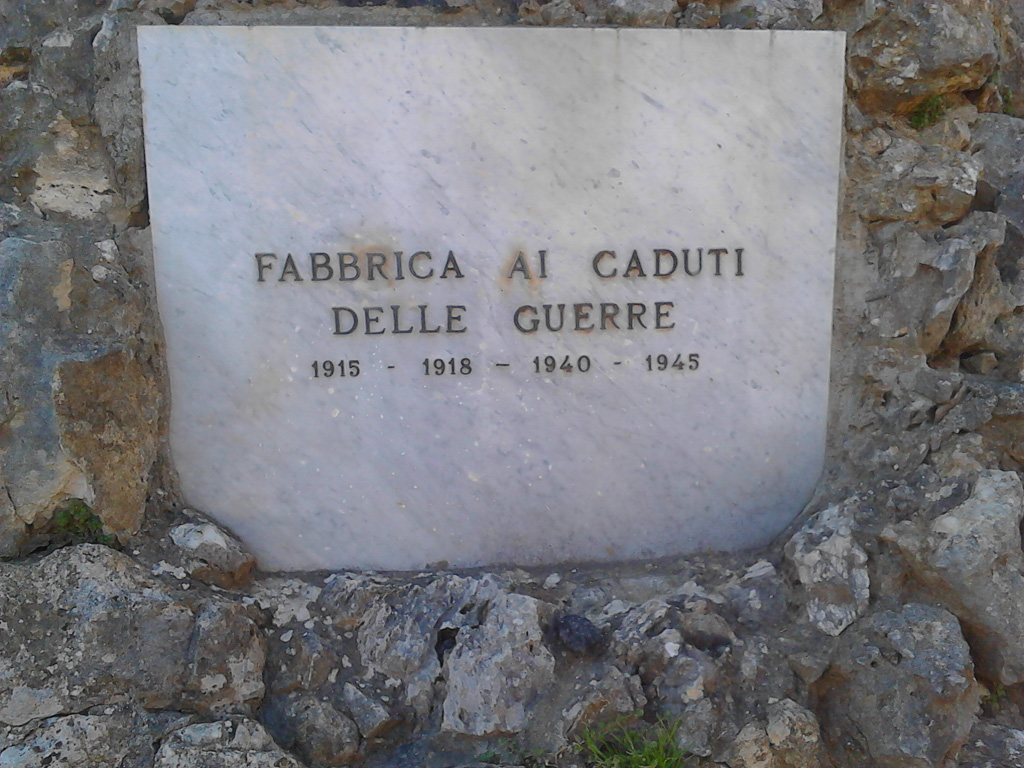 FABBRICA AI CADUTI
DELLE GUERRE
1915 - 1918 - 1940 - 1945